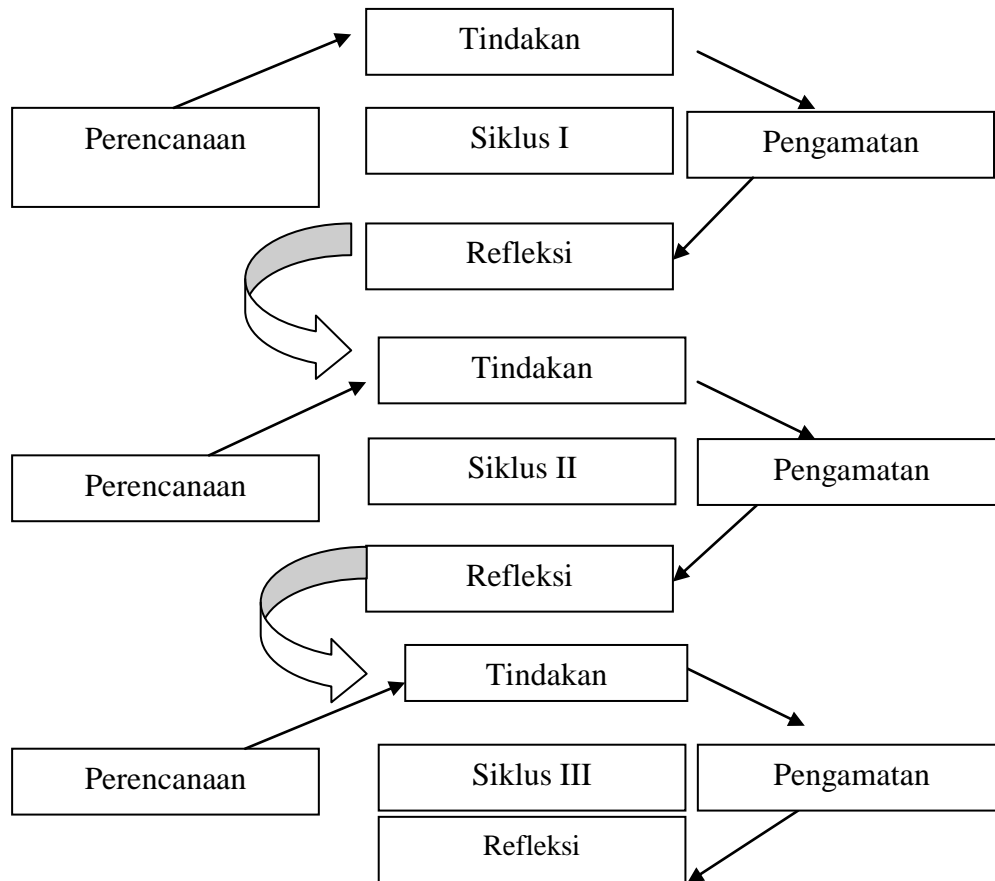 Tindakan
Perencanaan
Siklus I
Pengamatan
Refleksi
Tindakan
Perencanaan
Siklus II
Pengamatan
Refleksi
Tindakan
Perencanaan
Siklus III
Pengamatan
Refleksi